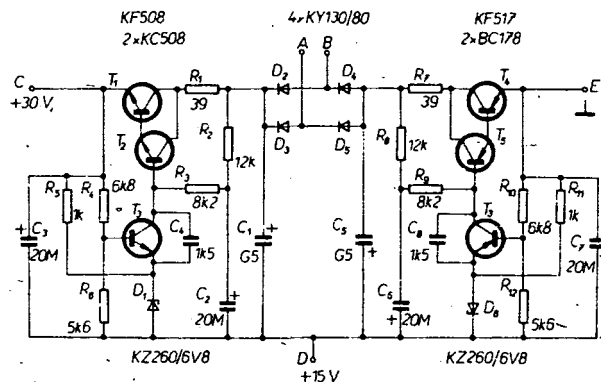 KF508
2×KC508
4×KY130/80
KF517
2×BC178
A
B
C
+30 V
T1
R1
39
D2
D4
R7
39
T4
E
T2
R2
12k
D3
D5
R8
12k
T5
R3
8k2
R9
8k2
R5
1k
R4
6k8
R10
6k8
R11
1k
C3
20M
T3
C4
1k5
C1
G5
C5
G5
C8
1k5
T3
C7
20M
R6
5k6
D1
C2
20M
C6
20M
D8
R12
5k6
KZ260/6V8
D
+15 V
KZ260/6V8